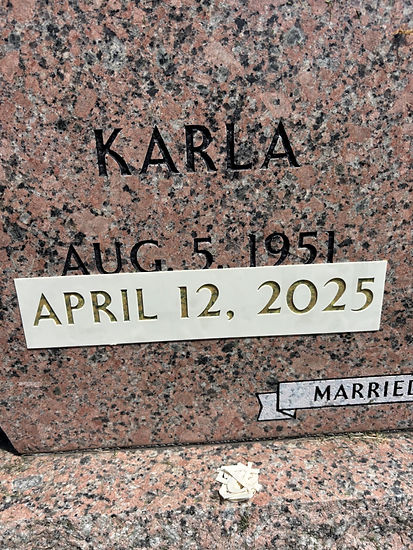 KARLA
AUG. 5, 1951
APRIL 12, 2025
MARRIED